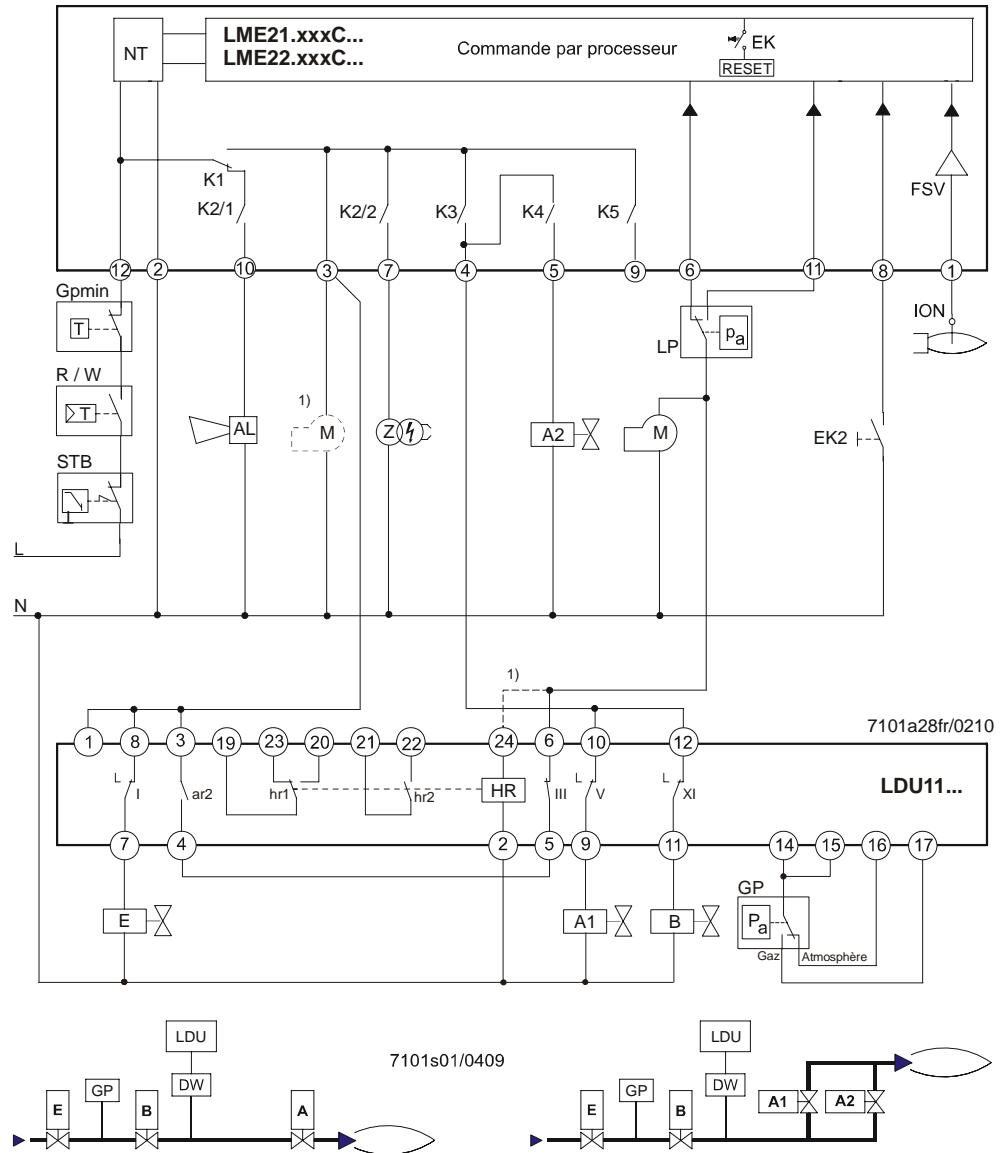 LME21.xxxC...
LME22.xxxC...
NT
Commande par processeur
EK
RESET
FSV
K1
K2/1
K2/2
K3
K4
K5
12
2
10
3
7
4
5
9
6
11
8
1
Gpmin
T
ION
LP
pa
R / W
T
1)
AL
M
Z
A2
M
EK2
STB
L
N
1)
7101a28fr/0210
1
8
3
19
23
20
21
22
24
6
10
12
LDU11...
I
ar2
hr1
hr2
HR
III
V
XI
7
4
2
5
9
11
14
15
16
17
GP
E
A1
B
Pa
Gaz
Atmosphère
LDU
7101s01/0409
LDU
E
GP
B
DW
A
E
GP
B
DW
A1
A2